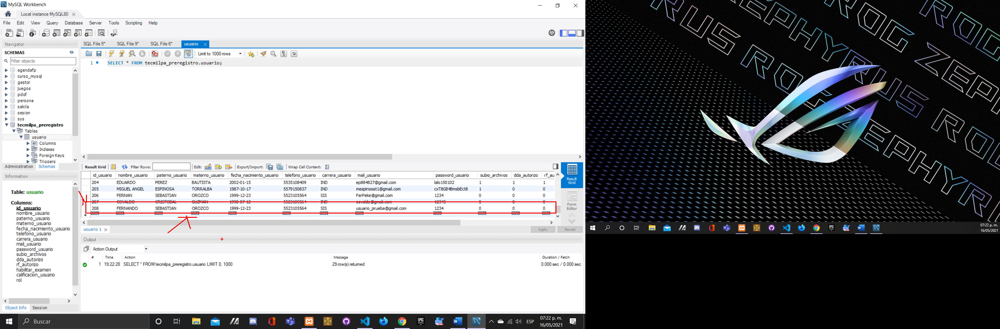 MySQL Workbench
Local instance MySQL80
File Edit View Query Database Server Tools Scripting Help
Navigator
SCHEMAS
Filter objects
agendafp
curso_mysql
gestor
juegos
pdof
persona
sakila
sesion
sys
tecmilpa_preregistro
Tables
usuario
Columns
Indexes
Foreign Keys
Triggers
Administration Schemas
Information
Table: usuario
Columns:
id_usuario
nombre_usuario
paterno_usuario
materno_usuario
fecha_nacimiento_usuario
telefono_usuario
carrera_usuario
mail_usuario
password_usuario
subio_archivos
dda_autorizo
rf_autorizo
habilitar_examen
calificacion_usuario
rol
Object Info Session
SQL File 5* SQL File 9* SQL File 6* usuario
Limit to 1000 rows
1 SELECT * FROM tecmilpa_preregistro.usuario;
Result Grid Filter Rows: Edit: Export/Import: Wrap Cell Content:
id_usuario nombre_usuario paterno_usuario materno_usuario fecha_nacimiento_usuario telefono_usuario carrera_usuario mail_usuario password_usuario subio_archivos dda_autorizo rf_au
204 EDUARDO PEREZ BAUTISTA 2002-01-15 5535108409 IND ep884827@gmail.com lalo150102 1 1 1
205 MIGUEL ANGEL ESPINOSA TORRALBA 1987-10-17 5579150837 IND mespinosat1@gmail.com cxT8GB4BmsbEct8 1 0 0
206 FERNAN SEBASTIAN OROZCO 1999-12-23 5523105564 SIS FerPeke@gmail.com 1234 0 0 0
207 OSVALDO CRISTOBAL GUZMAN 1998-07-12 5523105564 IND osvaldo@gmail.com 12345 0 0 0
208 FERNANDO SEBASTIAN OROZCO 1999-12-23 5523105564 SIS usuario_prueba@gmail.com 1234 0 0 0
Result Grid
Form Editor
usuario 1
Apply Revert
Output
Action Output
# Time Action Message Duration / Fetch
1 19:22:28 SELECT * FROM tecmilpa_preregistro.usuario LIMIT 0, 1000 29 row(s) returned 0.000 sec / 0.000 sec
Buscar
EPIC GAMES
ESP
07:22 p. m.
16/05/2021
ROG ZEPHYRUS ROG
07:22 p. m.
16/05/2021